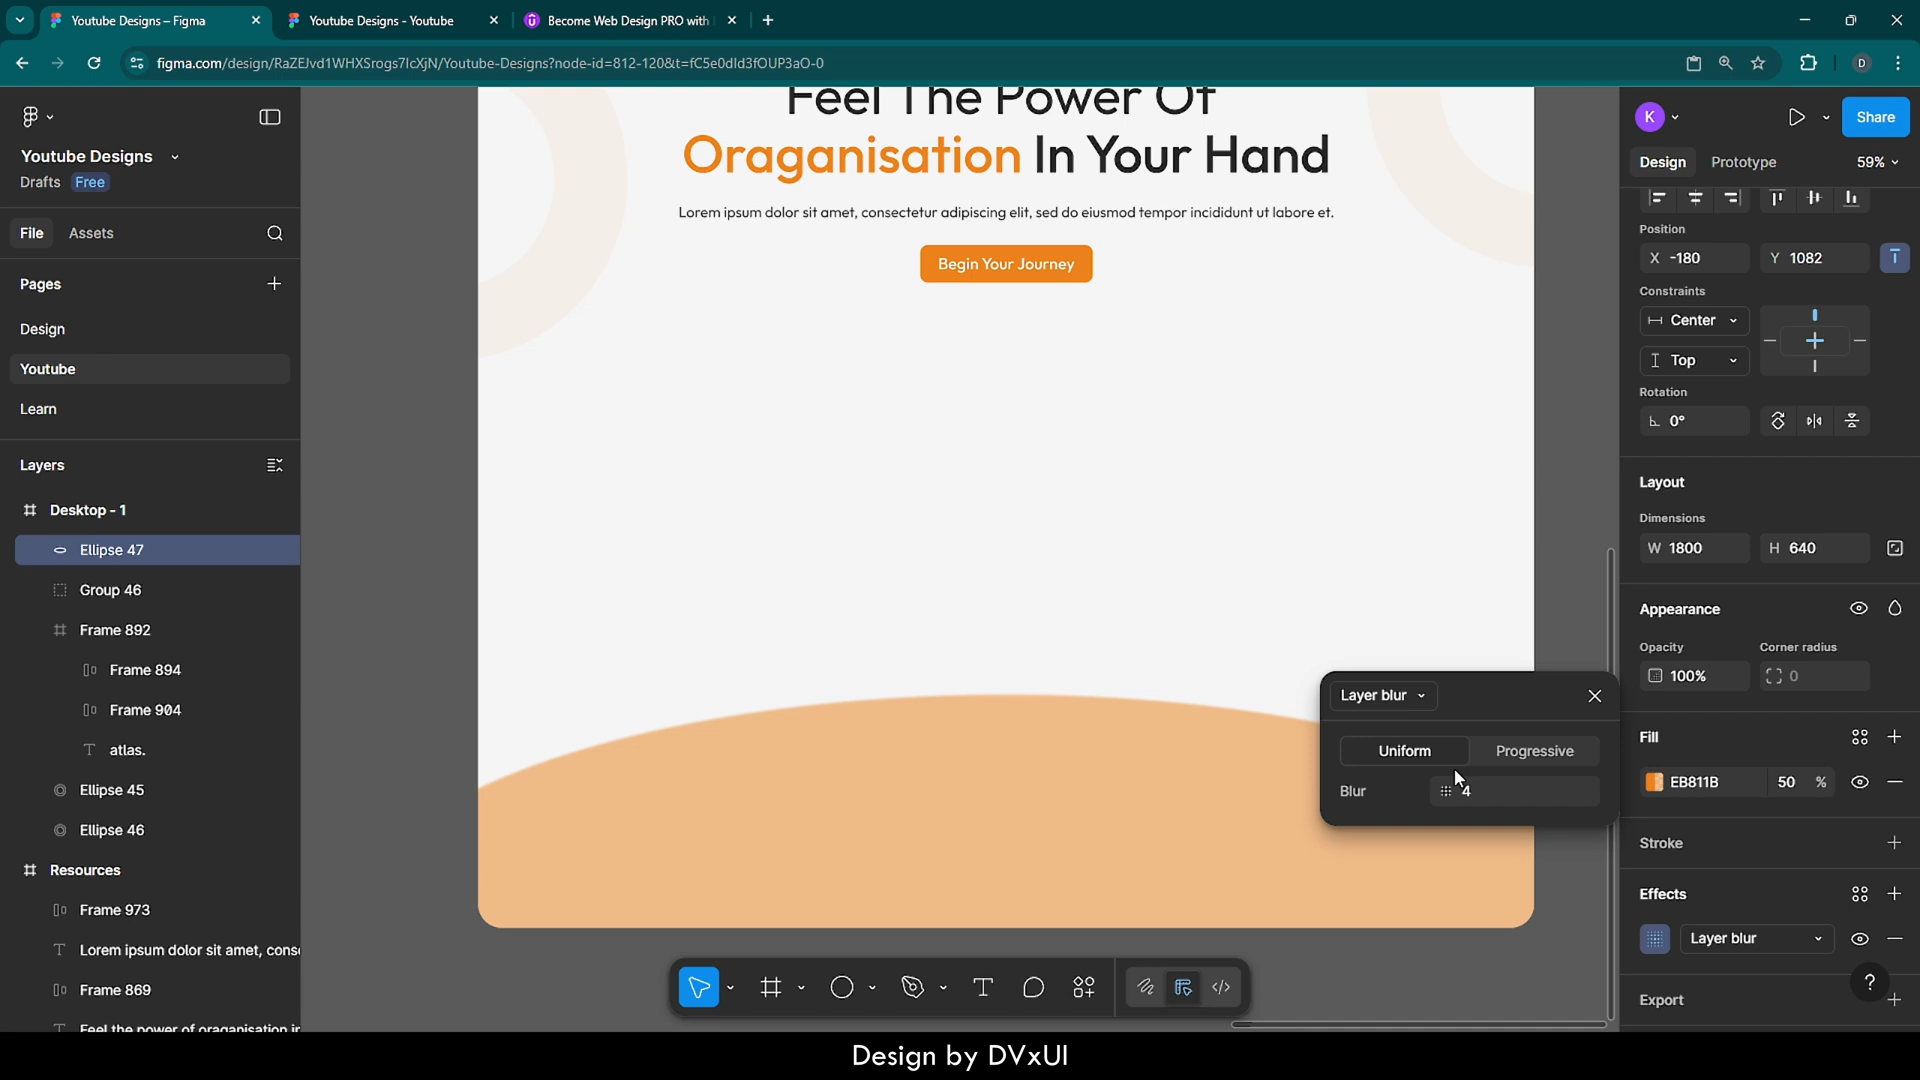 Youtube Designs – Figma
Youtube Designs - Youtube
Become Web Design PRO with
figma.com/design/RaZEJvd1WHXSrogs7IcXjN/Youtube-Designs?node-id=812-120&t=fC5e0dId3fOUP3aO-0
D
Youtube Designs
Drafts Free
File Assets
Pages
Design
Youtube
Learn
Layers
Desktop - 1
Ellipse 47
Group 46
Frame 892
Frame 894
Frame 904
atlas.
Ellipse 45
Ellipse 46
Resources
Frame 973
Lorem ipsum dolor sit amet, cons
Frame 869
Feel the power of oraganisation in
Feel The Power Of
Oraganisation In Your Hand
Lorem ipsum dolor sit amet, consectetur adipiscing elit, sed do eiusmod tempor incididunt ut labore et.
Begin Your Journey
Layer blur
Uniform Progressive
Blur 4
K
Share
Design Prototype 59%
Position
X -180 Y 1082
Constraints
Center
Top
Rotation
0°
Layout
Dimensions
W 1800 H 640
Appearance
Opacity Corner radius
100% 0
Fill
EB811B 50 %
Stroke
Effects
Layer blur
?
Export
Design by DVxUI